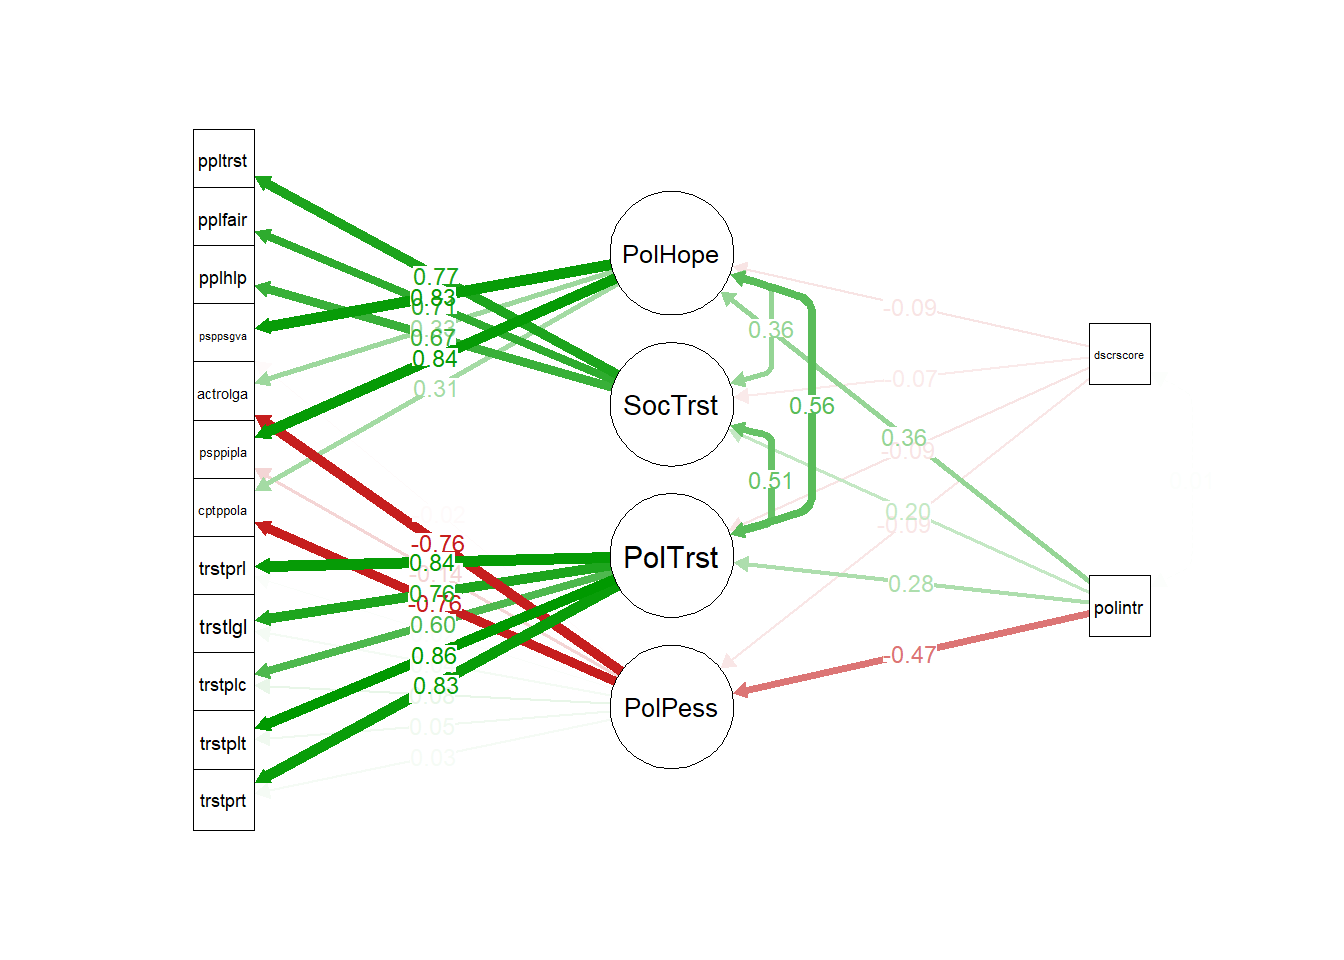 ppltrst
pplfair
pplhlp
psppsgva
actrolga
psppipla
cptppola
trstprl
trstlgl
trstplc
trstplt
trstprt
0.77
0.83
0.71
0.33
0.67
0.84
0.31
-0.76
0.84
-0.14
0.76
-0.76
0.60
0.86
0.83
0.05
0.03
PolHope
SocTrst
PolTrst
PolPess
0.36
0.56
0.51
-0.09
0.07
0.36
-0.09
0.20
-0.09
0.28
-0.47
dscrscore
polintr